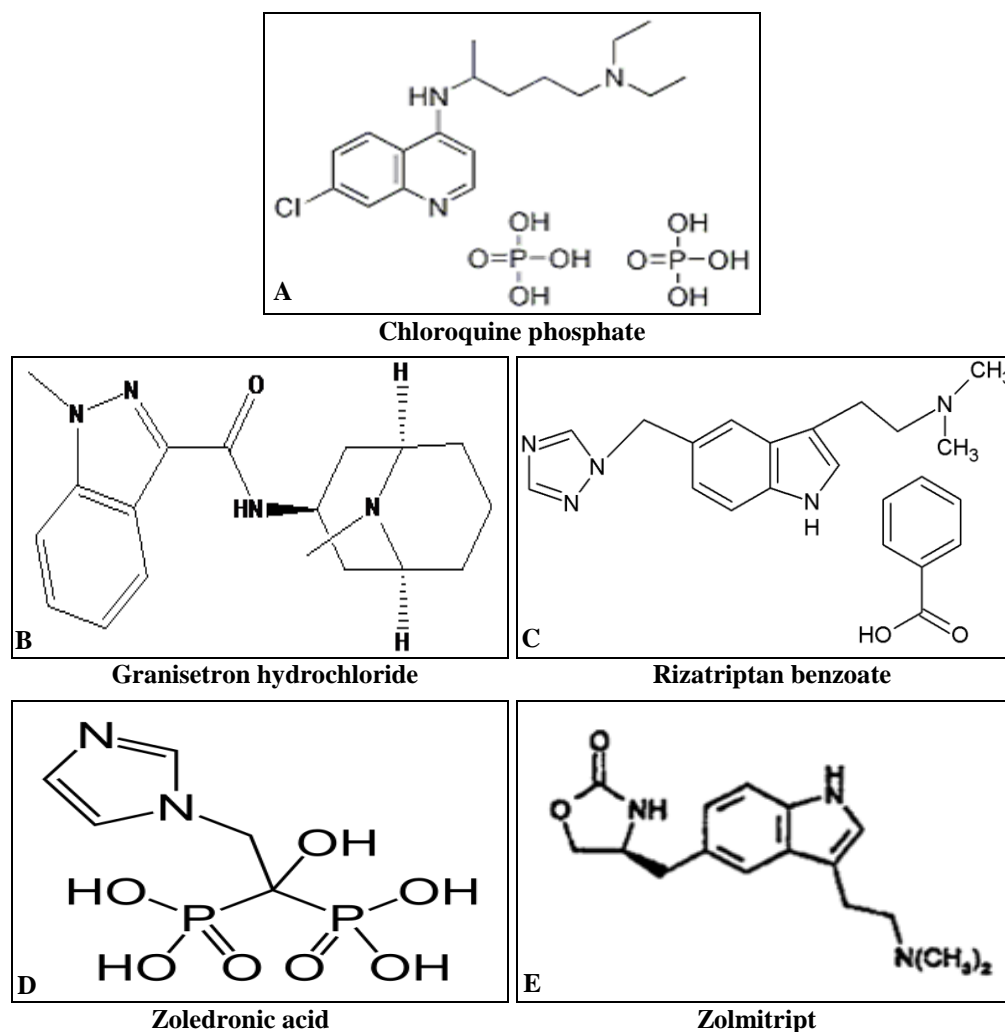 HN
N
Cl
N
OH
O=P-OH
OH
OH
O=P-OH
OH
A
Chloroquine phosphate
H
O
N
N
HN
N
H
B
Granisetron hydrochloride
CH3
N
CH3
N
N
N
N
H
HO
O
C
Rizatriptan benzoate
N
N
OH
HO
P
P
OH
HO
O
O
OH
D
Zoledronic acid
O
H
N
O
NH
N(CH3)2
E
Zolmitript